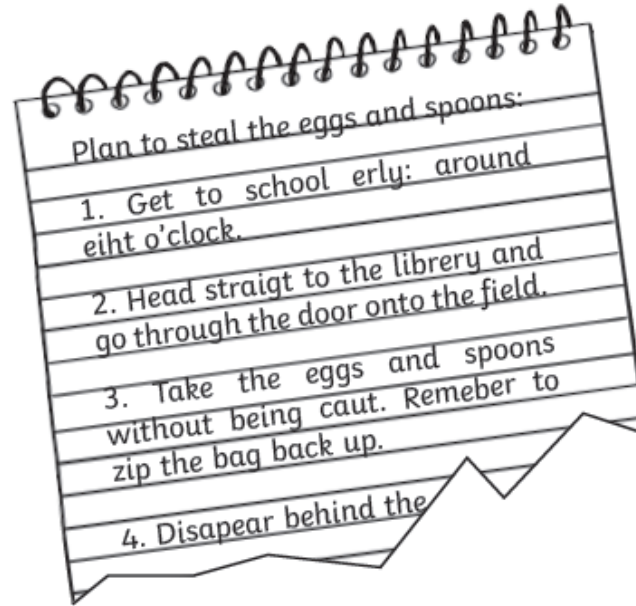 Plan to steal the eggs and spoons:
1. Get to school erly: around
eiht o'clock.
2. Head straigt to the librery and
go through the door onto the field.
3. Take the eggs and spoons
without being caut. Remeber to
zip the bag back up.
4. Disapear behind the